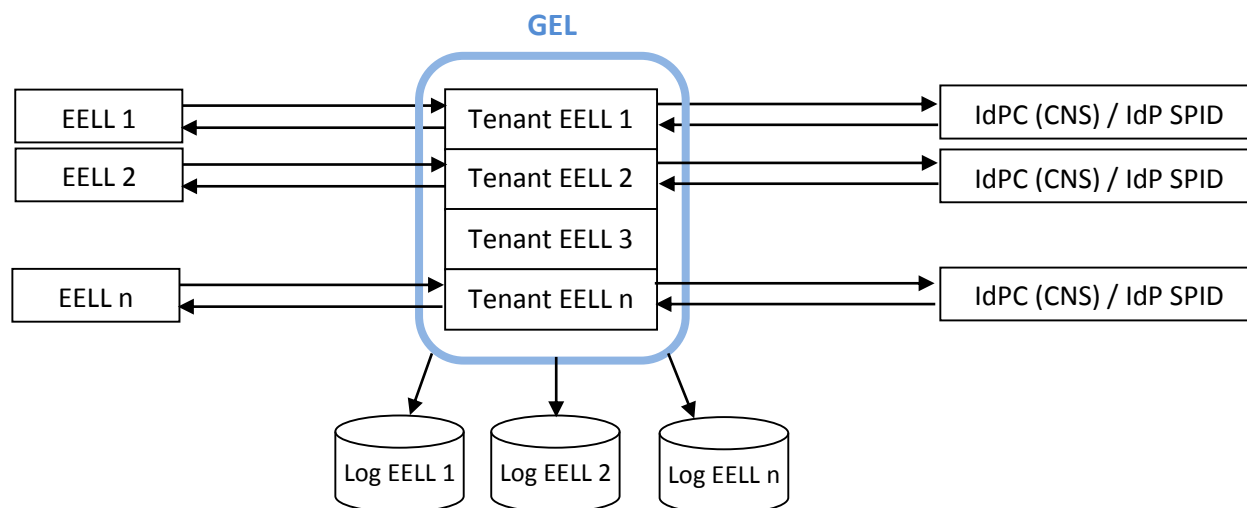 GEL
EELL 1
Tenant EELL 1
IdPC (CNS) / IdP SPID
EELL 2
Tenant EELL 2
IdPC (CNS) / IdP SPID
Tenant EELL 3
EELL n
Tenant EELL n
IdPC (CNS) / IdP SPID
Log EELL 1
Log EELL 2
Log EELL n